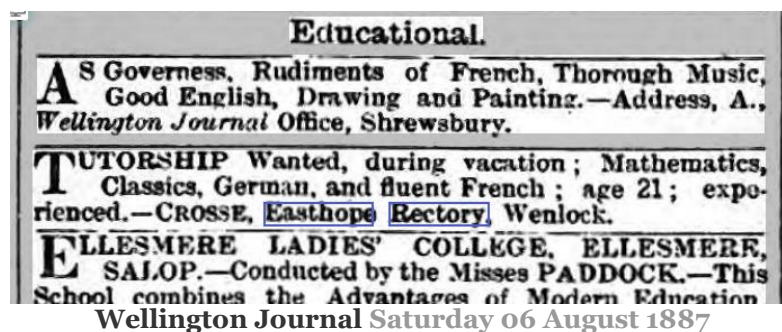 Educational.
AS Governess, Rudiments of French, Thorough Music,
Good English, Drawing and Painting.—Address, A.,
Wellington Journal Office, Shrewsbury.
TUTORSHIP Wanted, during vacation; Mathematics,
Classics, German, and fluent French; age 21; expe-
rienced.—CROSSE, Easthope Rectory, Wenlock.
ELLESMERE LADIES' COLLEGE, ELLESMERE,
SALOP.—Conducted by the Misses PADDOCK.—This
School combines the Advantages of Modern Education
Wellington Journal Saturday 06 August 1887